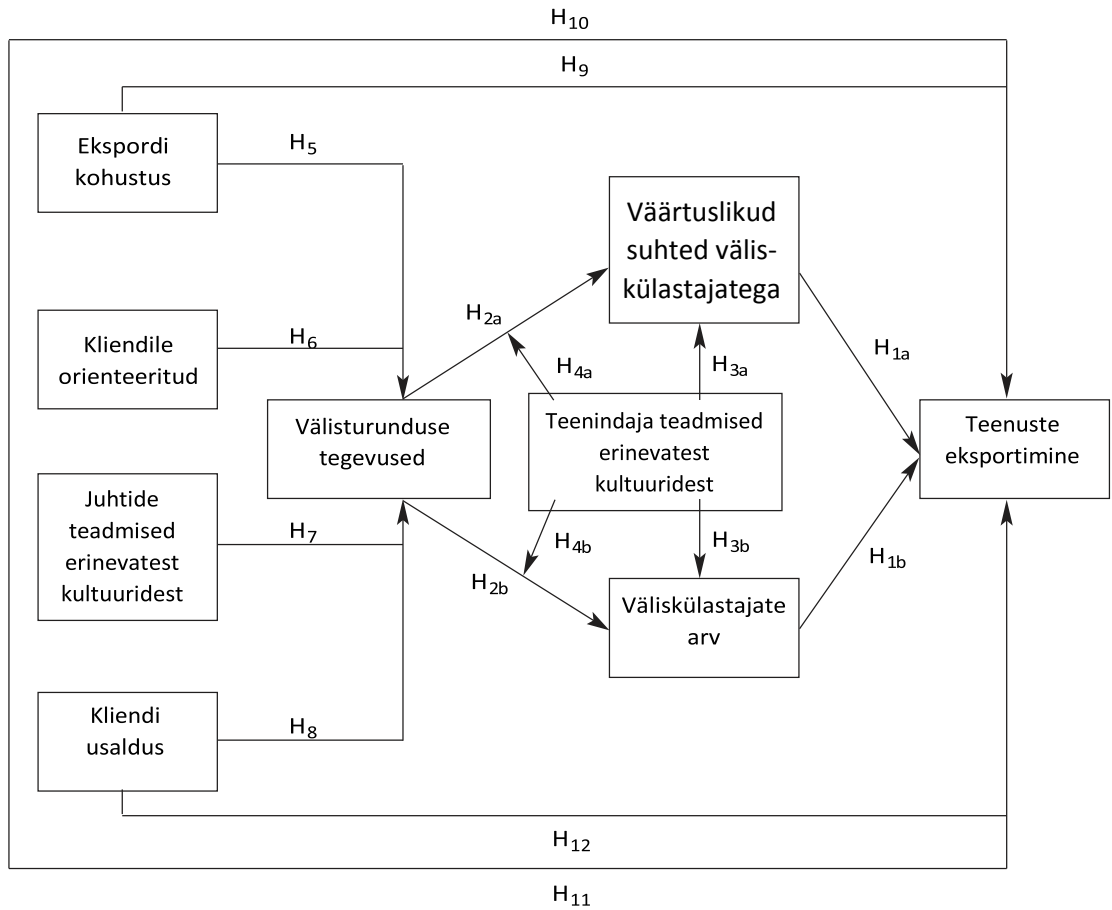 H10
H9
Ekspordi
kohustus
H5
Väärtuslikud
suhted välis-
külastajatega
Kliendile
orienteeritud
H6
H2a
H4a
H3a
H1a
Välisturunduse
tegevused
Teenindaja teadmised
erinevatest
kultuuridest
Teenuste
eksportimine
Juhtide
teadmised
erinevatest
kultuuridest
H7
H2b
H4b
H3b
H1b
Väliskülastajate
arv
Kliendi
usaldus
H8
H12
H11